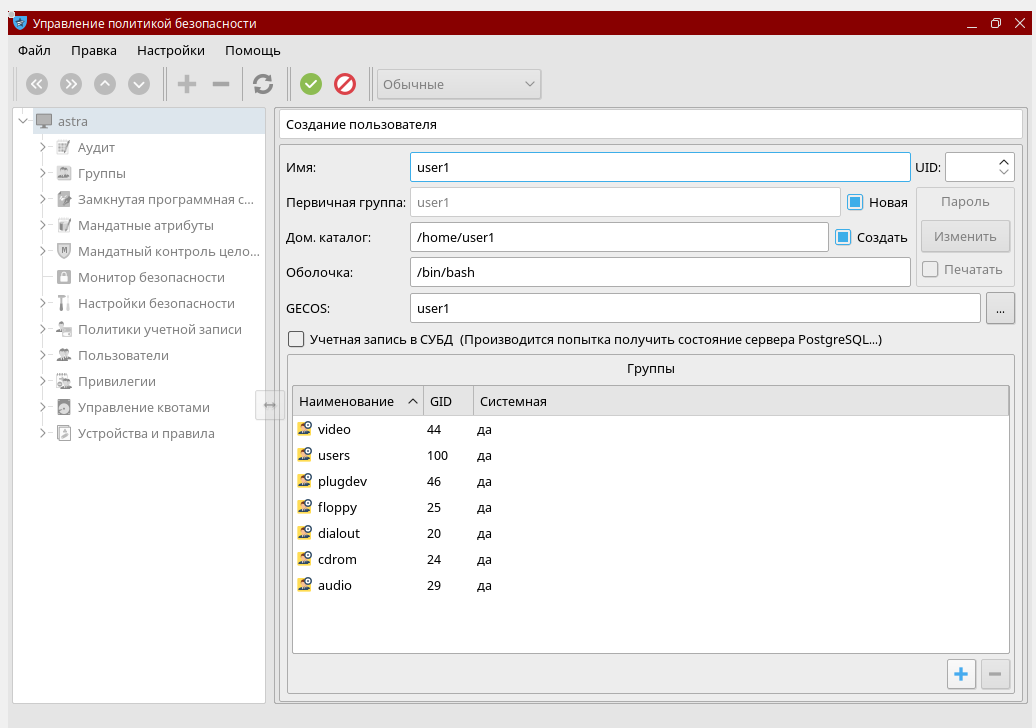 Управление политикой безопасности
Файл Правка Настройки Помощь
Обычные
astra
Аудит
Группы
Замкнутая программная с...
Мандатные атрибуты
Мандатный контроль цело...
Монитор безопасности
Настройки безопасности
Политики учетной записи
Пользователи
Привилегии
Управление квотами
Устройства и правила
Создание пользователя
Имя: user1 UID:
Первичная группа: user1 Новая Пароль
Дом. каталог: /home/user1 Создать Изменить
Оболочка: /bin/bash Печатать
GECOS: user1 ...
Учетная запись в СУБД (Производится попытка получить состояние сервера PostgreSQL...)
Группы
Наименование GID Системная
video 44 да
users 100 да
plugdev 46 да
floppy 25 да
dialout 20 да
cdrom 24 да
audio 29 да